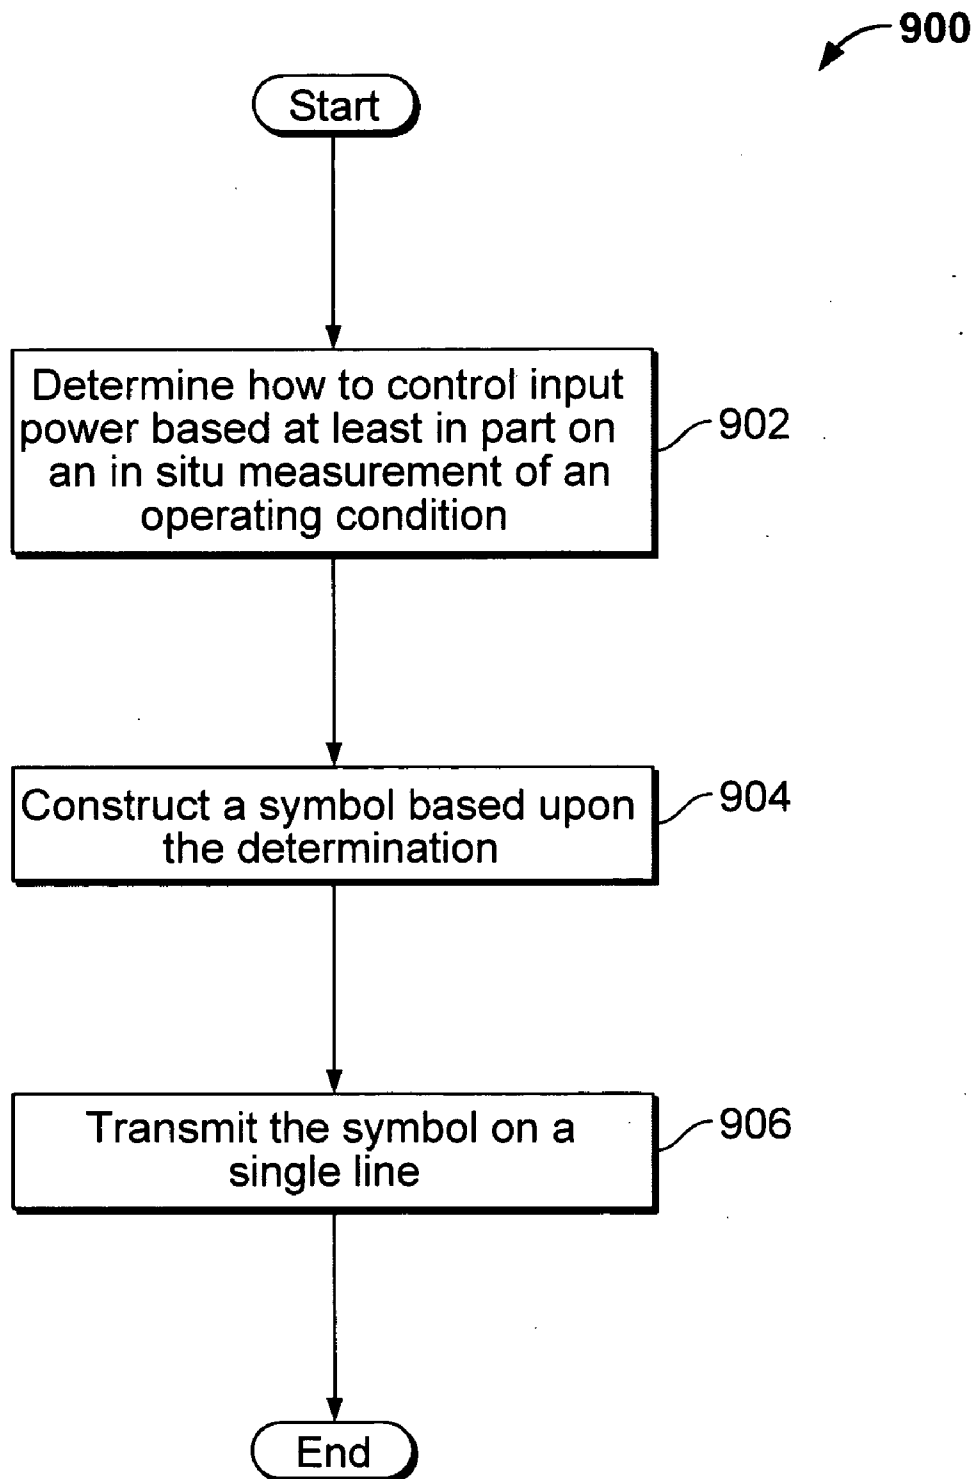 900
Start
Determine how to control input
power based at least in part on
an in situ measurement of an
operating condition
902
Construct a symbol based upon
the determination
904
Transmit the symbol on a
single line
906
End